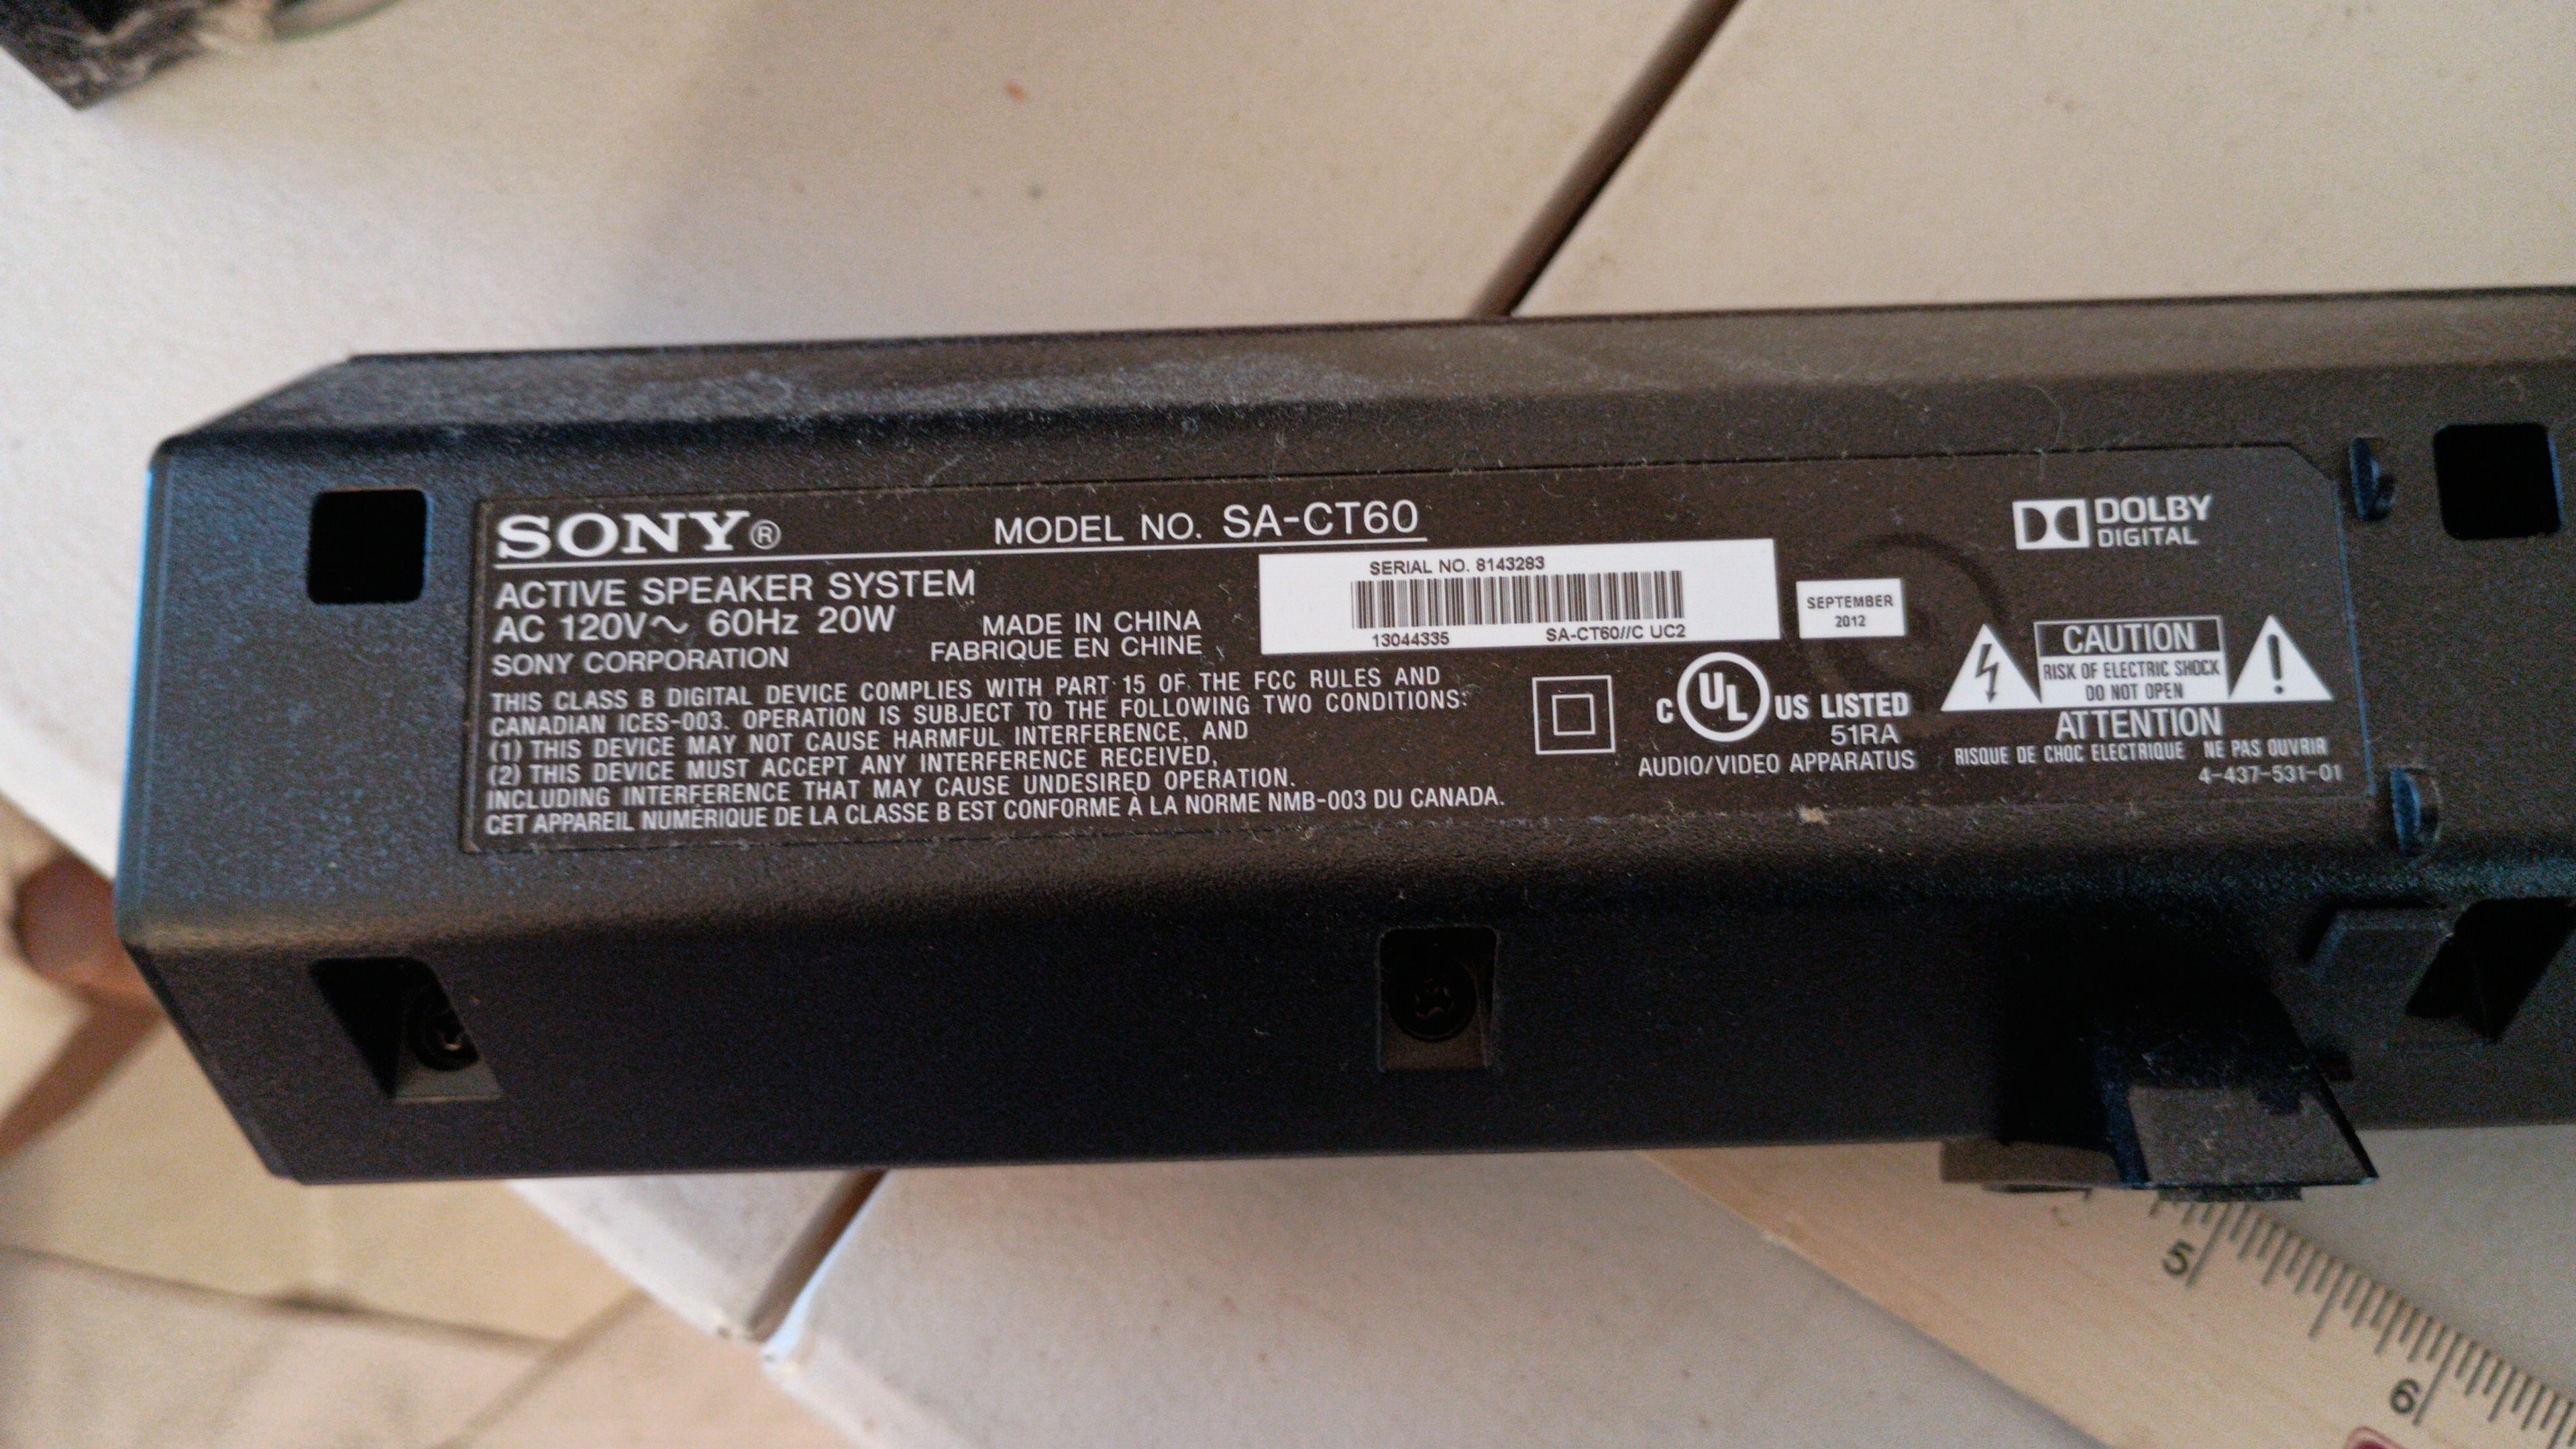 SONY®
MODEL NO. SA-CT60
ACTIVE SPEAKER SYSTEM
AC 120V～ 60Hz 20W
SONY CORPORATION
MADE IN CHINA
FABRIQUE EN CHINE
SERIAL NO. 8143283
13044335 SA-CT60//C UC2
SEPTEMBER
2012
DOLBY
DIGITAL
THIS CLASS B DIGITAL DEVICE COMPLIES WITH PART 15 OF THE FCC RULES AND
CANADIAN ICES-003. OPERATION IS SUBJECT TO THE FOLLOWING TWO CONDITIONS:
(1) THIS DEVICE MAY NOT CAUSE HARMFUL INTERFERENCE, AND
(2) THIS DEVICE MUST ACCEPT ANY INTERFERENCE RECEIVED,
INCLUDING INTERFERENCE THAT MAY CAUSE UNDESIRED OPERATION.
CET APPAREIL NUMÉRIQUE DE LA CLASSE B EST CONFORME À LA NORME NMB-003 DU CANADA.
C UL US LISTED
51RA
AUDIO/VIDEO APPARATUS
CAUTION
RISK OF ELECTRIC SHOCK
DO NOT OPEN
ATTENTION
RISQUE DE CHOC ELECTRIQUE NE PAS OUVRIR
4-437-531-01
5
6